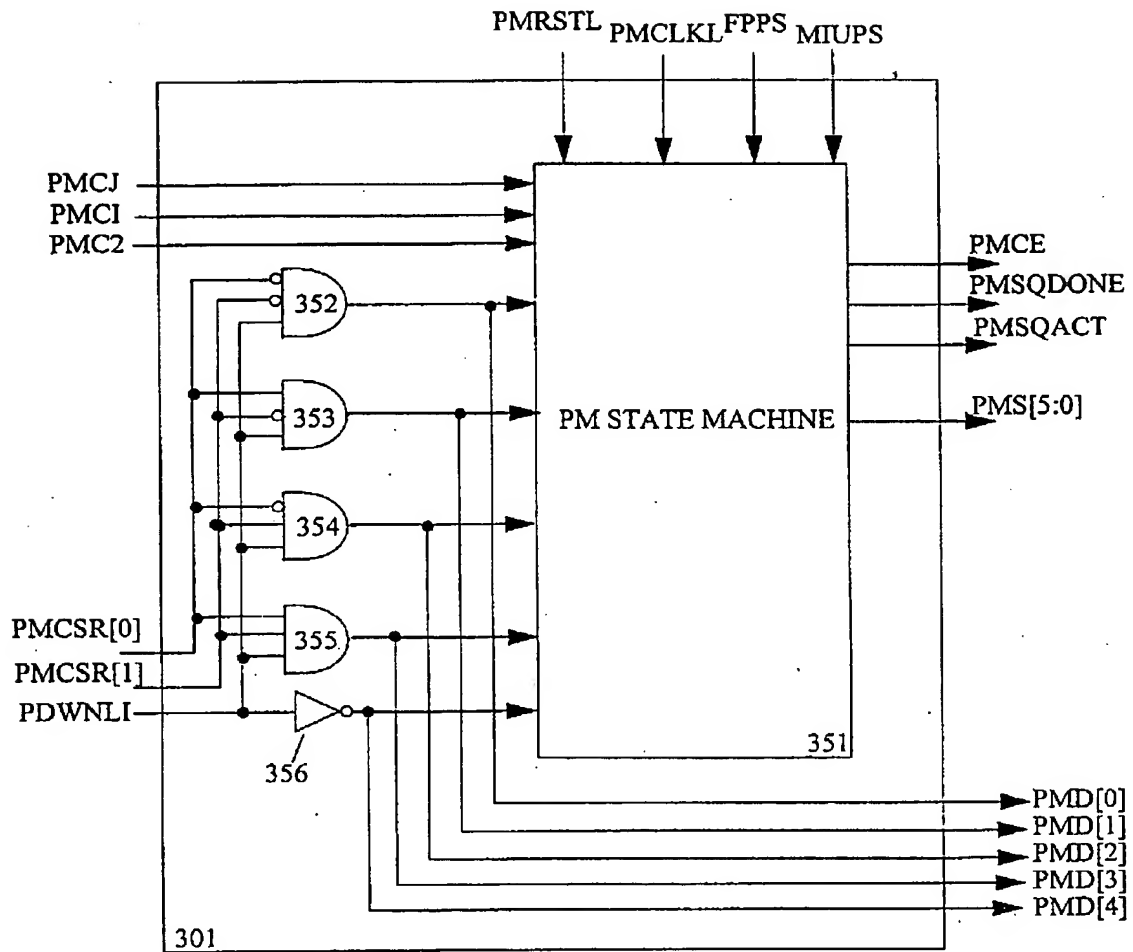 PMRSTL
PMCLKL
FPPS
MIUPS
PMCJ
PMCI
PMC2
PMCE
PMSQDONE
PMSQACT
PMS[5:0]
352
353
354
355
PM STATE MACHINE
PMCSR[0]
PMCSR[1]
PDWNLI
356
351
PMD[0]
PMD[1]
PMD[2]
PMD[3]
PMD[4]
301